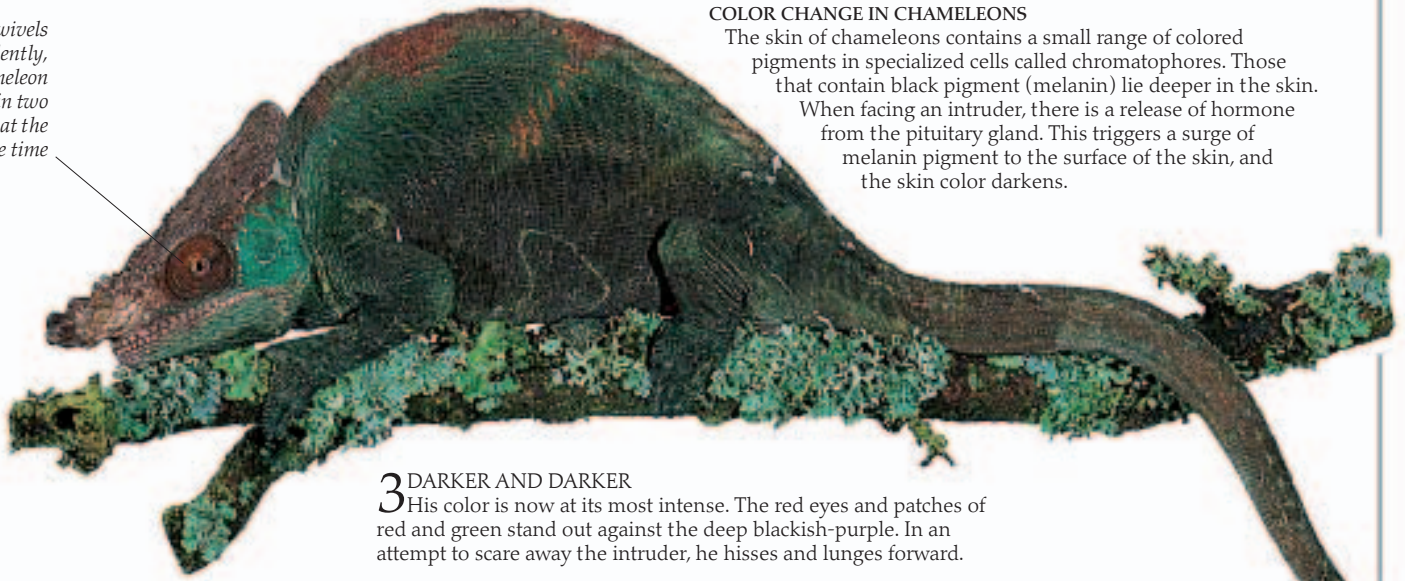 wivels
ently,
neleon
in two
at the
e time
COLOR CHANGE IN CHAMELEONS
The skin of chameleons contains a small range of colored
pigments in specialized cells called chromatophores. Those
that contain black pigment (melanin) lie deeper in the skin.
When facing an intruder, there is a release of hormone
from the pituitary gland. This triggers a surge of
melanin pigment to the surface of the skin, and
the skin color darkens.
3 DARKER AND DARKER
His color is now at its most intense. The red eyes and patches of
red and green stand out against the deep blackish-purple. In an
attempt to scare away the intruder, he hisses and lunges forward.